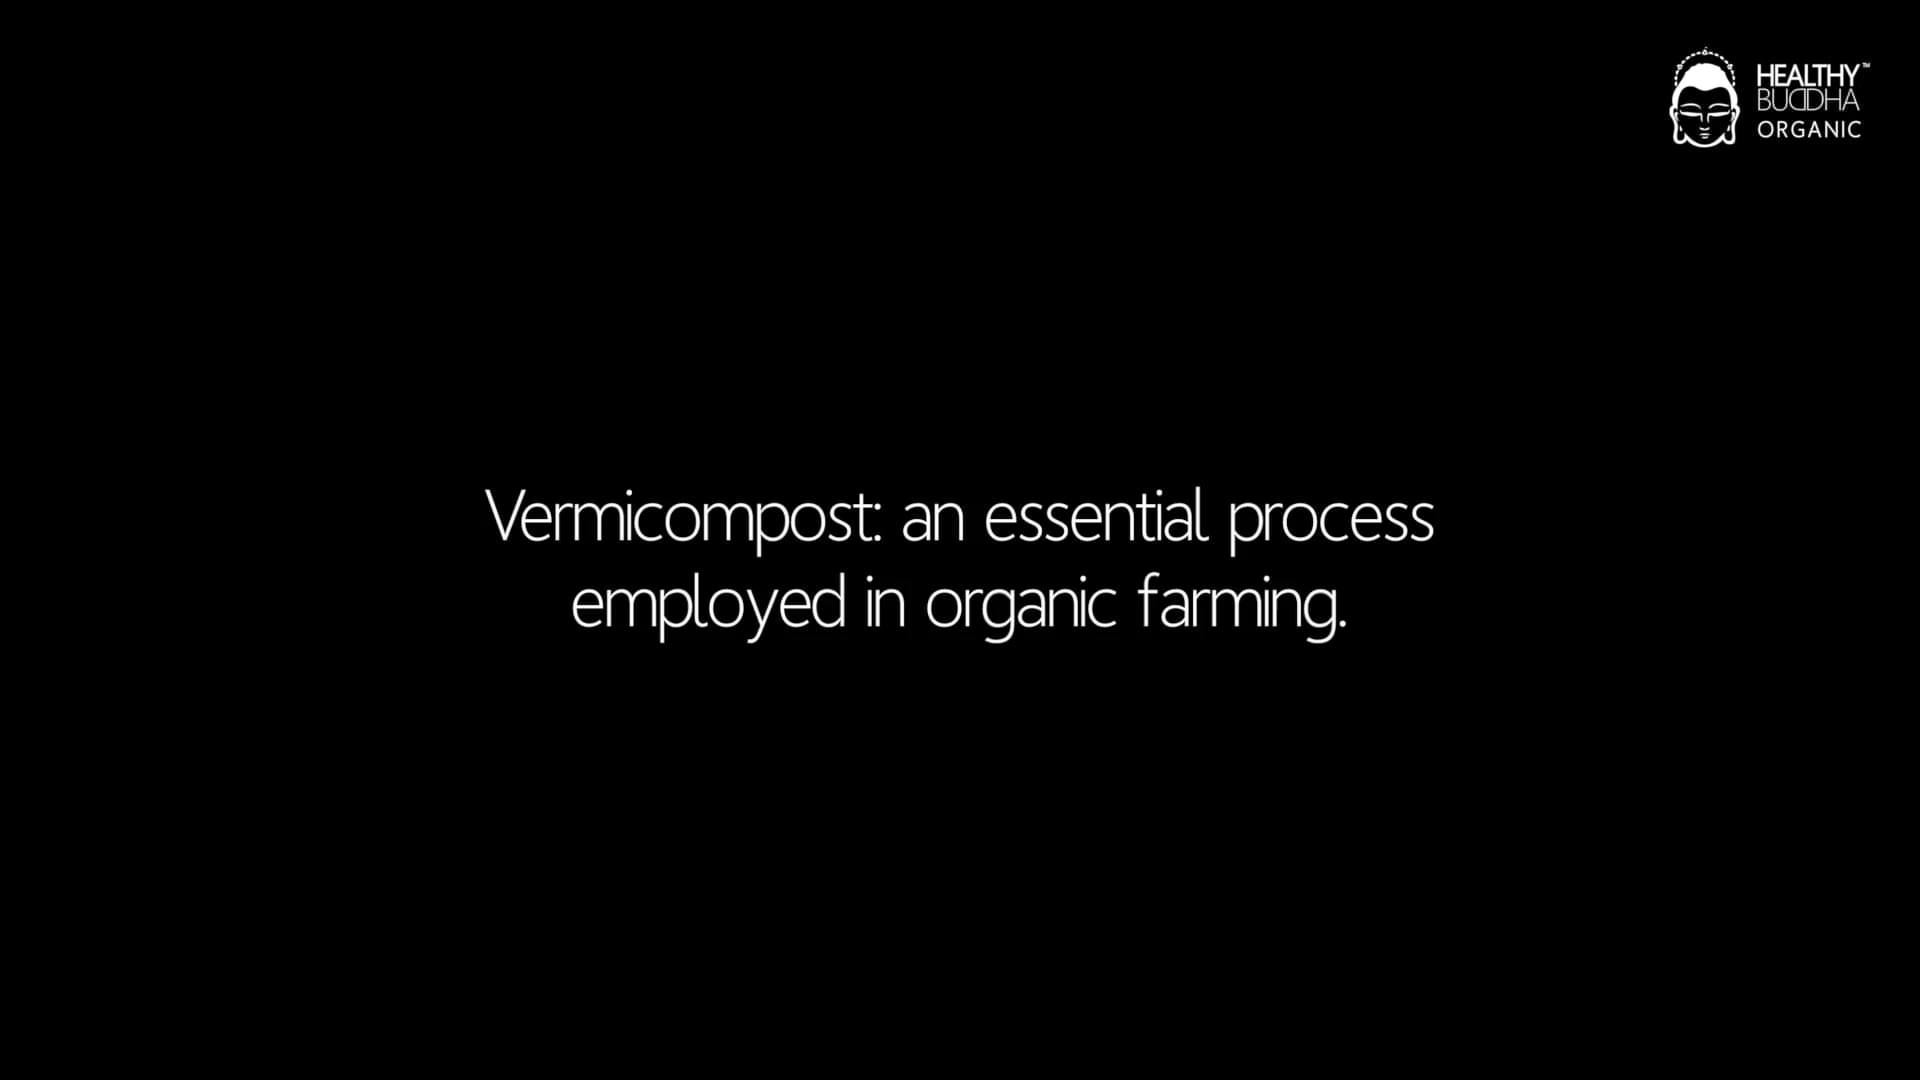 HEALTHY™
BUDDHA
ORGANIC
Vermicompost: an essential process
employed in organic farming.